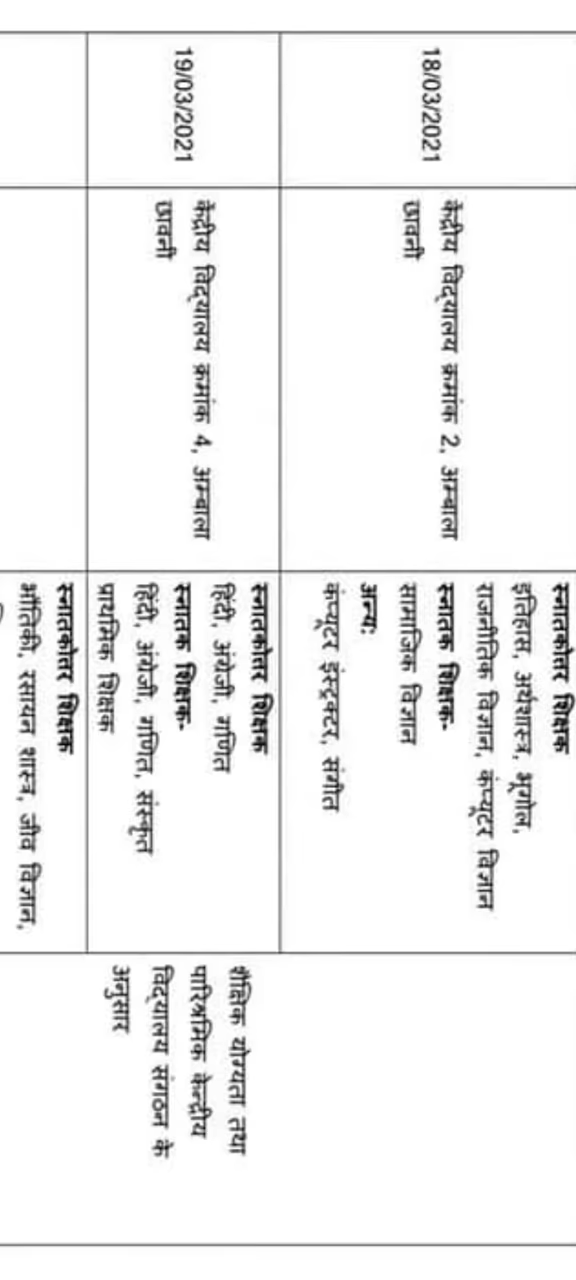 18/03/2021
केंद्रीय विद्यालय क्रमांक 2, अम्बाला
छावनी
स्नातकोतर शिक्षक
इतिहास, अर्थशास्त्र, भूगोल,
राजनीतिक विज्ञान, कंप्यूटर विज्ञान
स्नातक शिक्षक-
सामाजिक विज्ञान
अन्य:
कंप्यूटर इंस्ट्रक्टर, संगीत
19/03/2021
केंद्रीय विद्यालय क्रमांक 4, अम्बाला
छावनी
स्नातकोतर शिक्षक
हिंदी, अंग्रेजी, गणित
स्नातक शिक्षक-
हिंदी, अंग्रेजी, गणित, संस्कृत
प्राथमिक शिक्षक
शैक्षिक योग्यता तथा
पारिश्रमिक केन्द्रीय
विद्यालय संगठन के
अनुसार
स्नातकोतर शिक्षक
भौतिकी, रसायन शास्त्र, जीव विज्ञान,